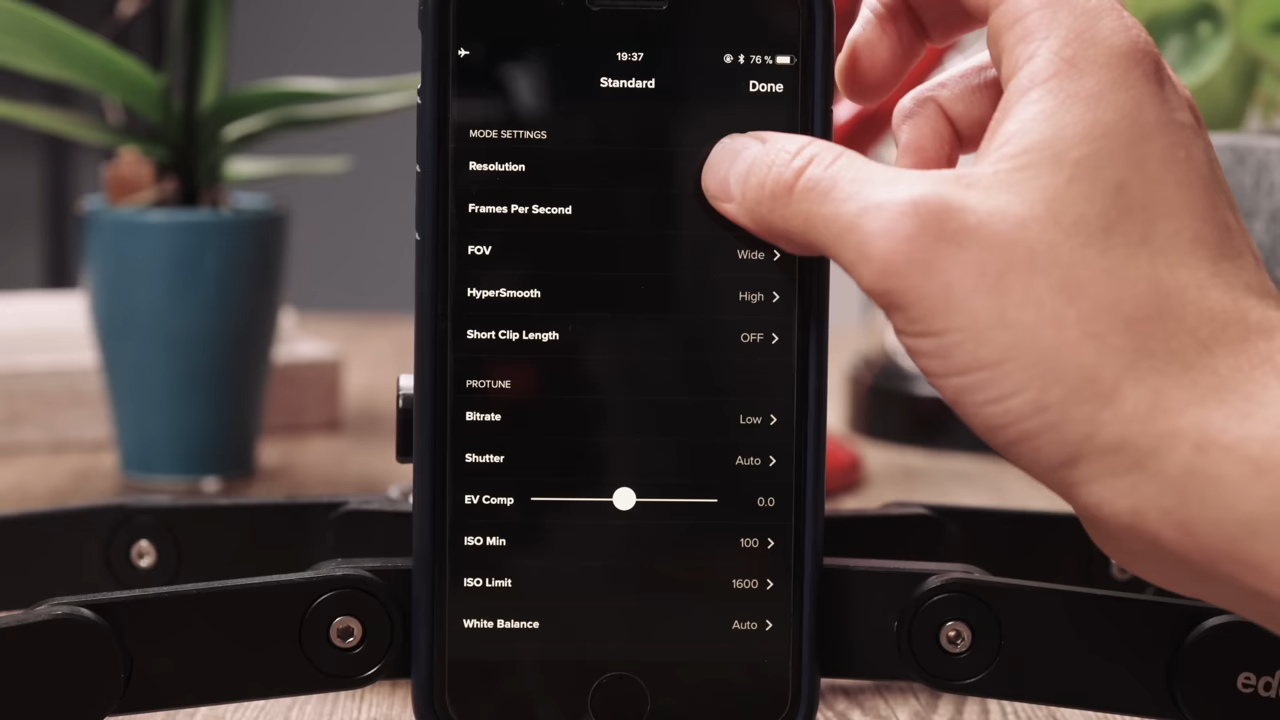 19:37
76 %
Standard
Done
MODE SETTINGS
Resolution
Frames Per Second
FOV Wide
HyperSmooth High
Short Clip Length OFF
PROTUNE
Bitrate Low
Shutter Auto
EV Comp 0.0
ISO Min 100
ISO Limit 1600
White Balance Auto